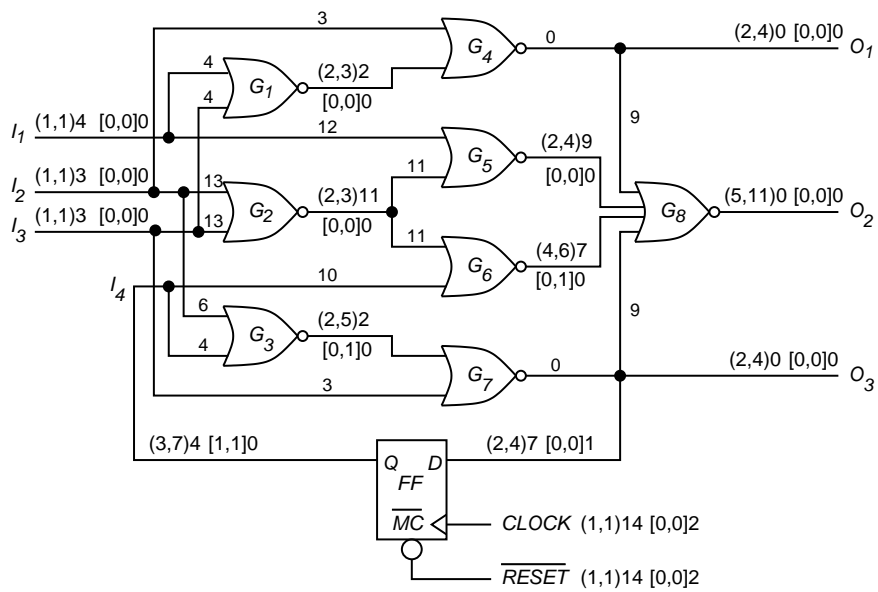 3
0
(2,4)0 [0,0]0
O1
G4
4
G1
(2,3)2
[0,0]0
4
9
I1
(1,1)4 [0,0]0
12
G5
(2,4)9
[0,0]0
11
I2
(1,1)3 [0,0]0
13
G2
(2,3)11
[0,0]0
G8
(5,11)0 [0,0]0
O2
I3
(1,1)3 [0,0]0
13
11
G6
(4,6)7
[0,1]0
I4
10
6
G3
(2,5)2
[0,1]0
4
9
G7
0
(2,4)0 [0,0]0
O3
3
(3,7)4 [1,1]0
(2,4)7 [0,0]1
Q D
FF
MC
CLOCK (1,1)14 [0,0]2
RESET (1,1)14 [0,0]2